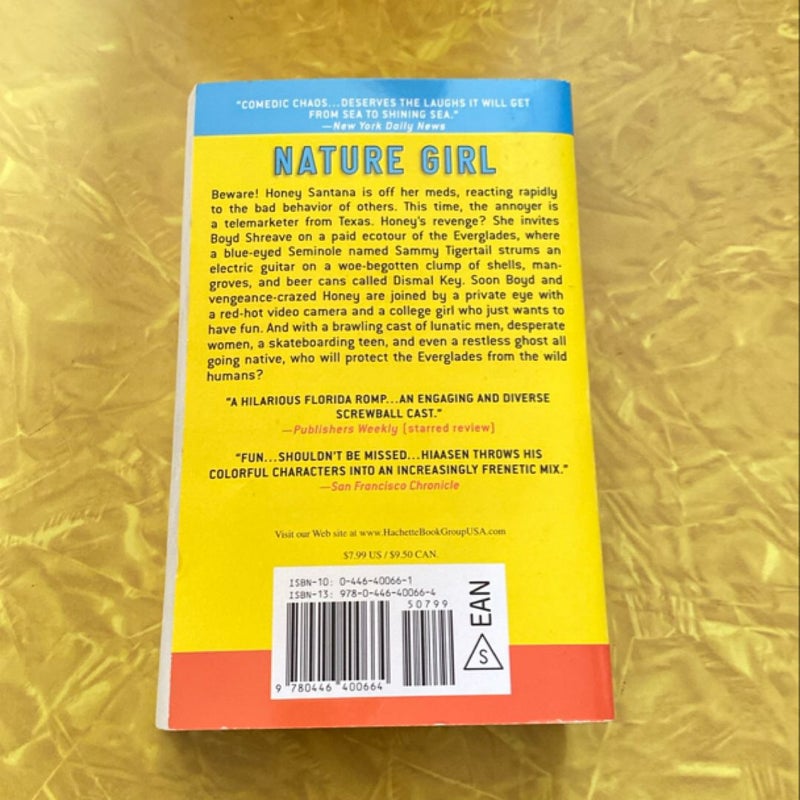 "COMEDIC CHAOS...DESERVES THE LAUGHS IT WILL GET
FROM SEA TO SHINING SEA."
—New York Daily News
NATURE GIRL
Beware! Honey Santana is off her meds, reacting rapidly
to the bad behavior of others. This time, the annoyer is
a telemarketer from Texas. Honey's revenge? She invites
Boyd Shreave on a paid ecotour of the Everglades, where
a blue-eyed Seminole named Sammy Tigertail strums an
electric guitar on a woe-begotten clump of shells, man-
groves, and beer cans called Dismal Key. Soon Boyd and
vengeance-crazed Honey are joined by a private eye with
a red-hot video camera and a college girl who just wants to
have fun. And with a brawling cast of lunatic men, desperate
women, a skateboarding teen, and even a restless ghost all
going native, who will protect the Everglades from the wild
humans?
"A HILARIOUS FLORIDA ROMP...AN ENGAGING AND DIVERSE
SCREWBALL CAST."
—Publishers Weekly (starred review)
"FUN...SHOULDN'T BE MISSED...HIAASEN THROWS HIS
COLORFUL CHARACTERS INTO AN INCREASINGLY FRENETIC MIX."
—San Francisco Chronicle
Visit our Web site at www.HachetteBookGroupUSA.com
$7.99 US / $9.50 CAN.
ISBN-10: 0-446-40066-1
ISBN-13: 978-0-446-40066-4
50799
9 780446 400664
S EAN